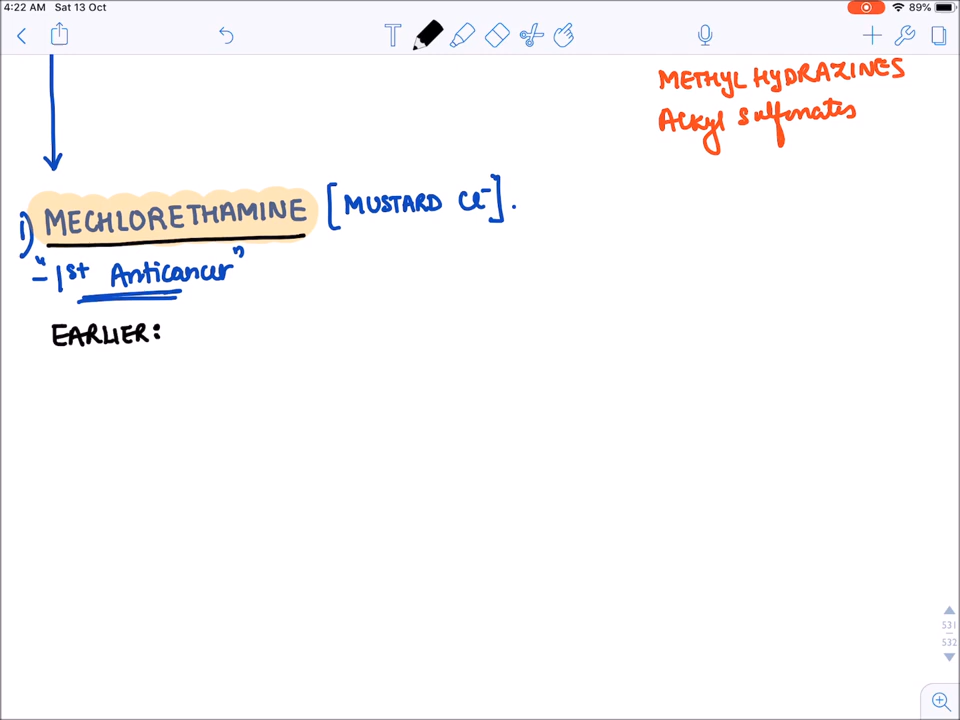 4:22 AM Sat 13 Oct 89%
T
METHYL HYDRAZINES
Alkyl Sulfonates
1) MECHLORETHAMINE [MUSTARD Cl⁻].
- "1st Anticancer"
EARLIER:
531
532